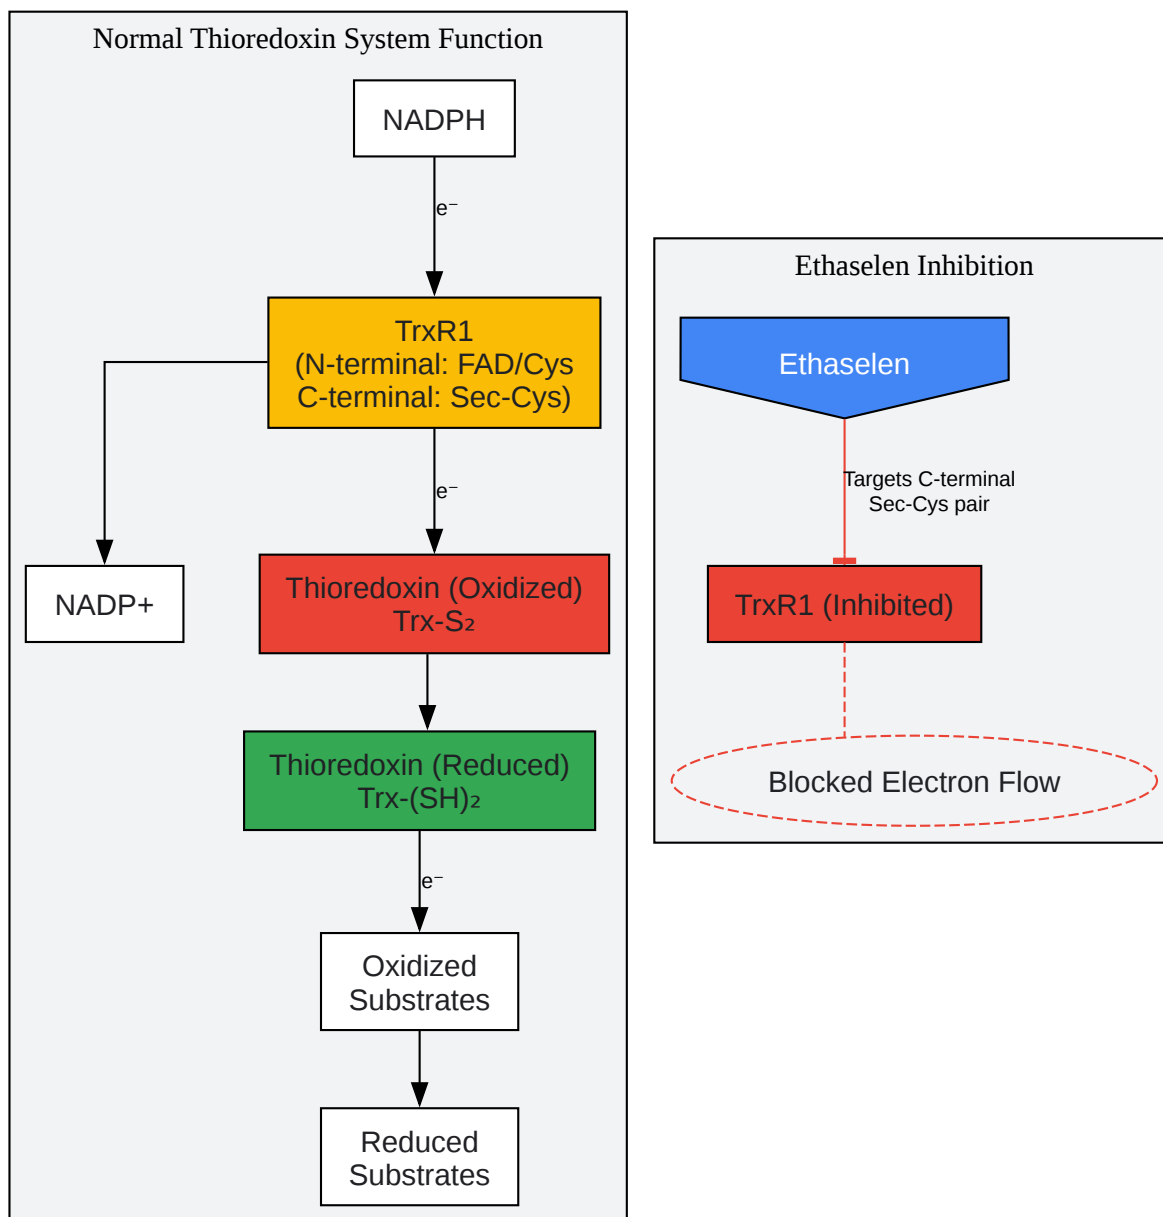 Normal Thioredoxin System Function
NADPH
e⁻
TrxR1
(N-terminal: FAD/Cys
C-terminal: Sec-Cys)
e⁻
NADP+
Thioredoxin (Oxidized)
Trx-S₂
Thioredoxin (Reduced)
Trx-(SH)₂
e⁻
Oxidized
Substrates
Reduced
Substrates
Ethaselen Inhibition
Ethaselen
Targets C-terminal
Sec-Cys pair
TrxR1 (Inhibited)
Blocked Electron Flow